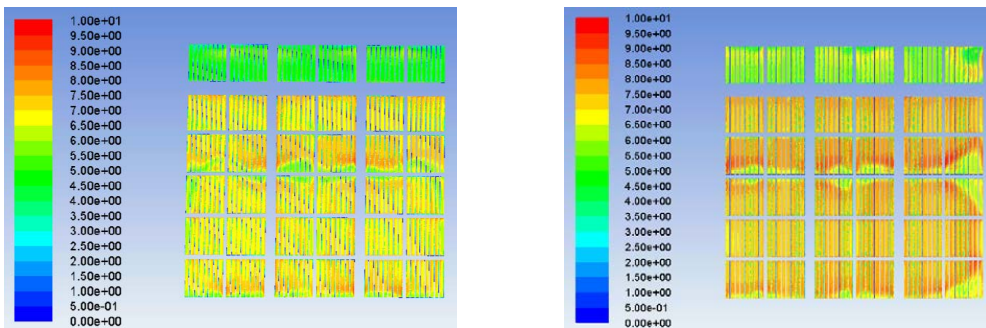 1.00e+01
9.50e+00
9.00e+00
8.50e+00
8.00e+00
7.50e+00
7.00e+00
6.50e+00
6.00e+00
5.50e+00
5.00e+00
4.50e+00
4.00e+00
3.50e+00
3.00e+00
2.50e+00
2.00e+00
1.50e+00
1.00e+00
5.00e-01
0.00e+00
1.00e+01
9.50e+00
9.00e+00
8.50e+00
8.00e+00
7.50e+00
7.00e+00
6.50e+00
6.00e+00
5.50e+00
5.00e+00
4.50e+00
4.00e+00
3.50e+00
3.00e+00
2.50e+00
2.00e+00
1.50e+00
1.00e+00
5.00e-01
0.00e+00